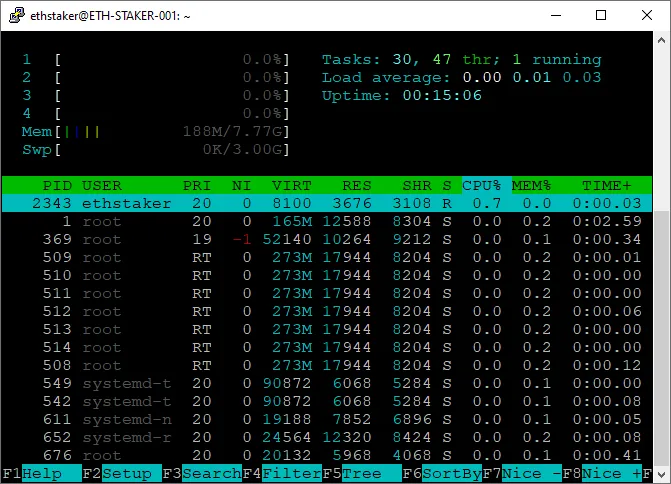 ethstaker@ETH-STAKER-001: ~
1 [ 0.0%] Tasks: 30, 47 thr; 1 running
2 [ 0.0%] Load average: 0.00 0.01 0.03
3 [ 0.0%] Uptime: 00:15:06
4 [ 0.0%]
Mem[|||| 188M/7.77G]
Swp[ 0K/3.00G]
PID USER PRI NI VIRT RES SHR S CPU% MEM% TIME+
2343 ethstaker 20 0 8100 3676 3108 R 0.7 0.0 0:00.03
1 root 20 0 165M 12588 8304 S 0.0 0.2 0:02.59
369 root 19 -1 52140 10264 9212 S 0.0 0.1 0:00.34
509 root RT 0 273M 17944 8204 S 0.0 0.2 0:00.01
510 root RT 0 273M 17944 8204 S 0.0 0.2 0:00.00
511 root RT 0 273M 17944 8204 S 0.0 0.2 0:00.00
512 root RT 0 273M 17944 8204 S 0.0 0.2 0:00.06
513 root RT 0 273M 17944 8204 S 0.0 0.2 0:00.00
514 root RT 0 273M 17944 8204 S 0.0 0.2 0:00.00
508 root RT 0 273M 17944 8204 S 0.0 0.2 0:00.12
549 systemd-t 20 0 90872 6068 5284 S 0.0 0.1 0:00.00
542 systemd-t 20 0 90872 6068 5284 S 0.0 0.1 0:00.08
611 systemd-n 20 0 19188 7852 6896 S 0.0 0.1 0:00.05
652 systemd-r 20 0 24564 12320 8424 S 0.0 0.2 0:00.08
676 root 20 0 20132 5968 4068 S 0.0 0.1 0:00.41
F1Help F2Setup F3SearchF4FilterF5Tree F6SortByF7Nice -F8Nice +F